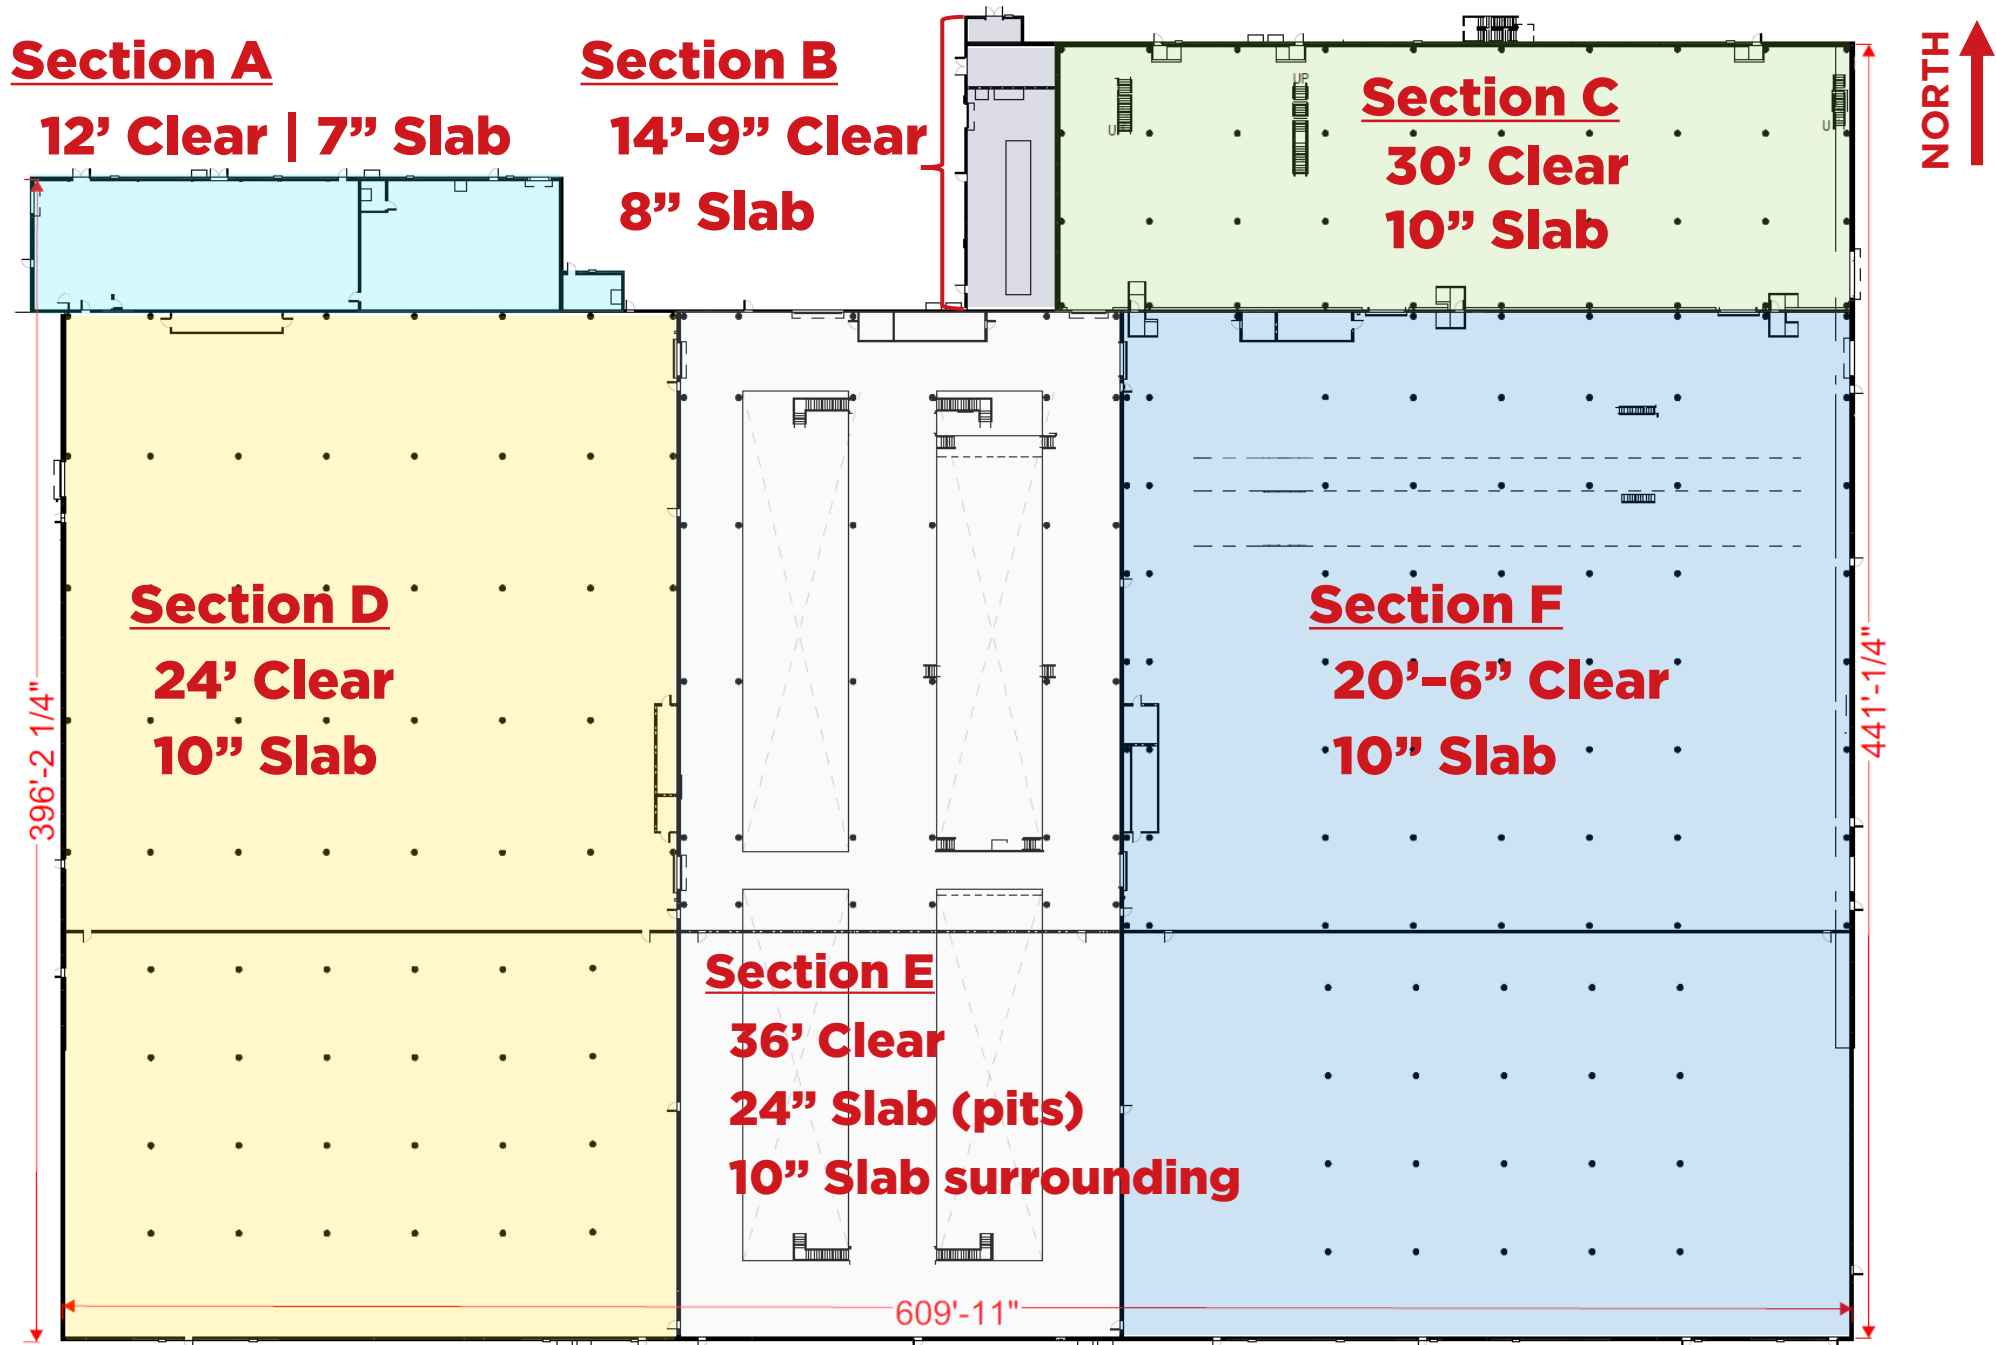 Section A
12’ Clear | 7” Slab
Section B
14’-9” Clear
8” Slab
Section C
30’ Clear
10” Slab
UP
U
U
NORTH
Section D
24’ Clear
10” Slab
Section F
20’–6” Clear
10” Slab
396'-2 1/4"
441'-1/4"
Section E
36’ Clear
24” Slab (pits)
10” Slab surrounding
609'-11"